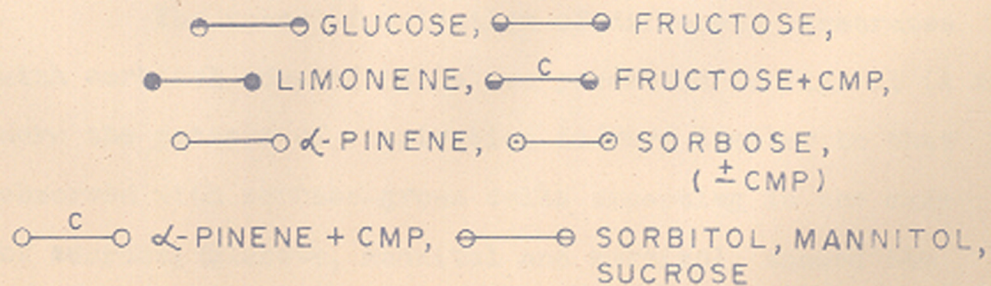 GLUCOSE, FRUCTOSE,
C
LIMONENE, FRUCTOSE+CMP,
α-PINENE, SORBOSE,
(±CMP)
C
α-PINENE + CMP, SORBITOL, MANNITOL,
SUCROSE